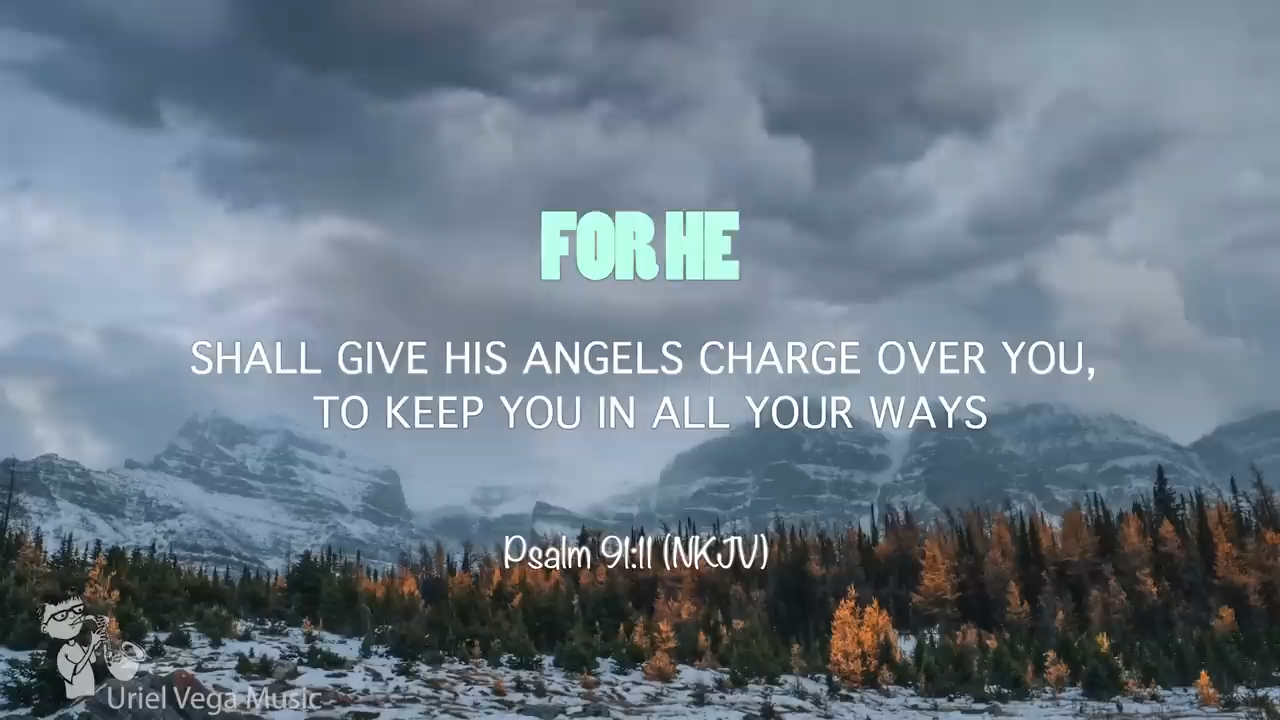 FOR HE
SHALL GIVE HIS ANGELS CHARGE OVER YOU,
TO KEEP YOU IN ALL YOUR WAYS
Psalm 91:11 (NKJV)
Uriel Vega Music